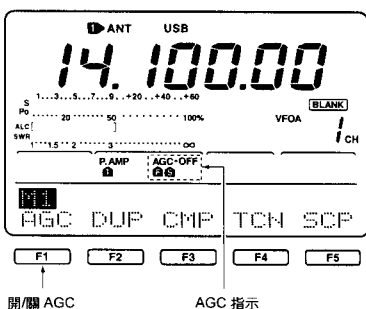 1 ANT USB
14.100.00
S 1...3...5....7...9..+20...+40...+60
BLANK
Po 20 50 100%
VFOA
ALC [ ]
1 CH
SWR 1 1.5 2 3 ∞
P.AMP AGC-OFF
1 F S
M1
AGC DUP CMP TCN SCP
F1 F2 F3 F4 F5
開/關 AGC AGC 指示